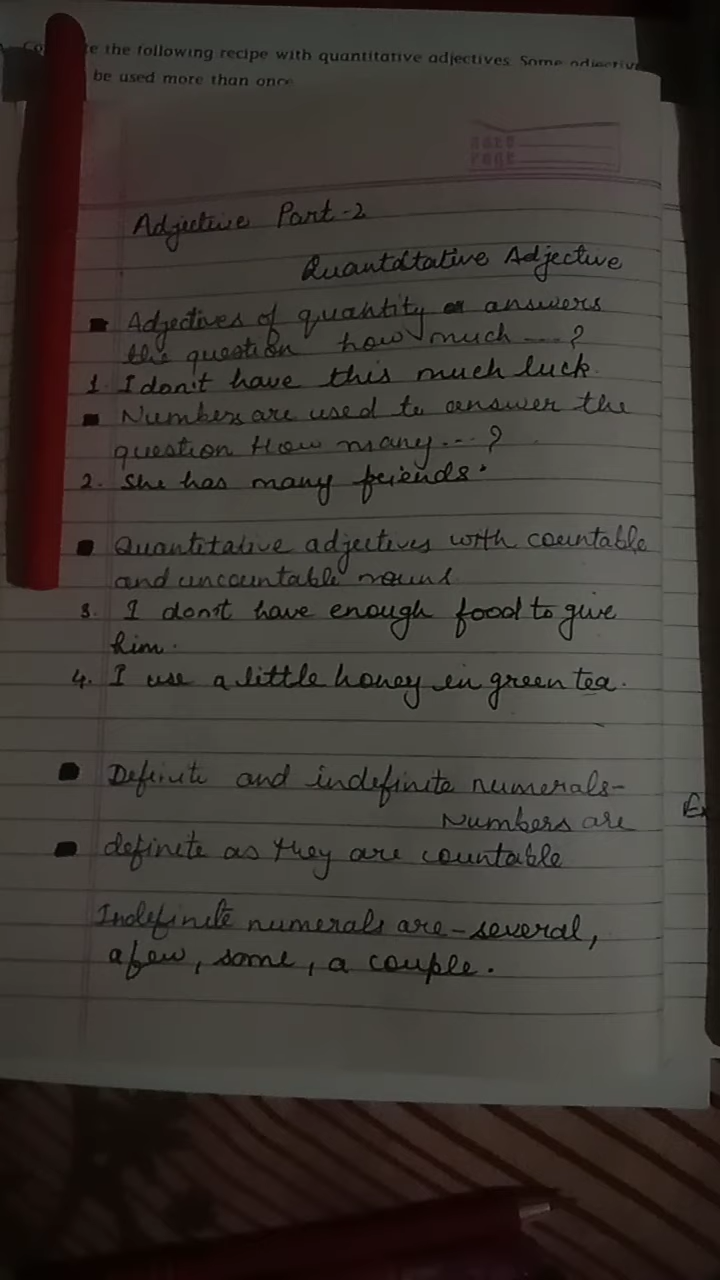 te the following recipe with quantitative adjectives. Some adjective
be used more than once
DATE
PAGE
Adjective Part-2
Quantitative Adjective
Adjectives of quantity answers
the question how much ....?
1. I don't have this much luck.
Numbers are used to answer the
question How many...?
2. She has many friends.
Quantitative adjectives with countable
and uncountable nouns
3. I don't have enough food to give
him.
4. I use a little honey in green tea.
Definite and indefinite numerals-
Numbers are
definite as they are countable
Indefinite numerals are - several,
a few, some, a couple.